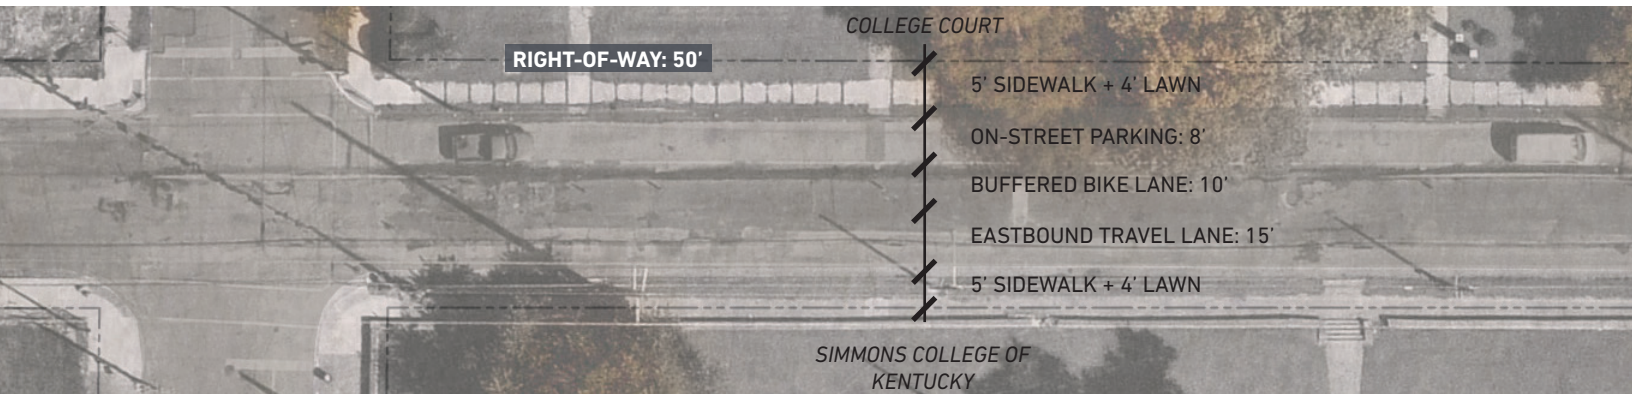 COLLEGE COURT
RIGHT-OF-WAY: 50’
5’ SIDEWALK + 4’ LAWN
ON-STREET PARKING: 8’
BUFFERED BIKE LANE: 10’
EASTBOUND TRAVEL LANE: 15’
5’ SIDEWALK + 4’ LAWN
SIMMONS COLLEGE OF
KENTUCKY